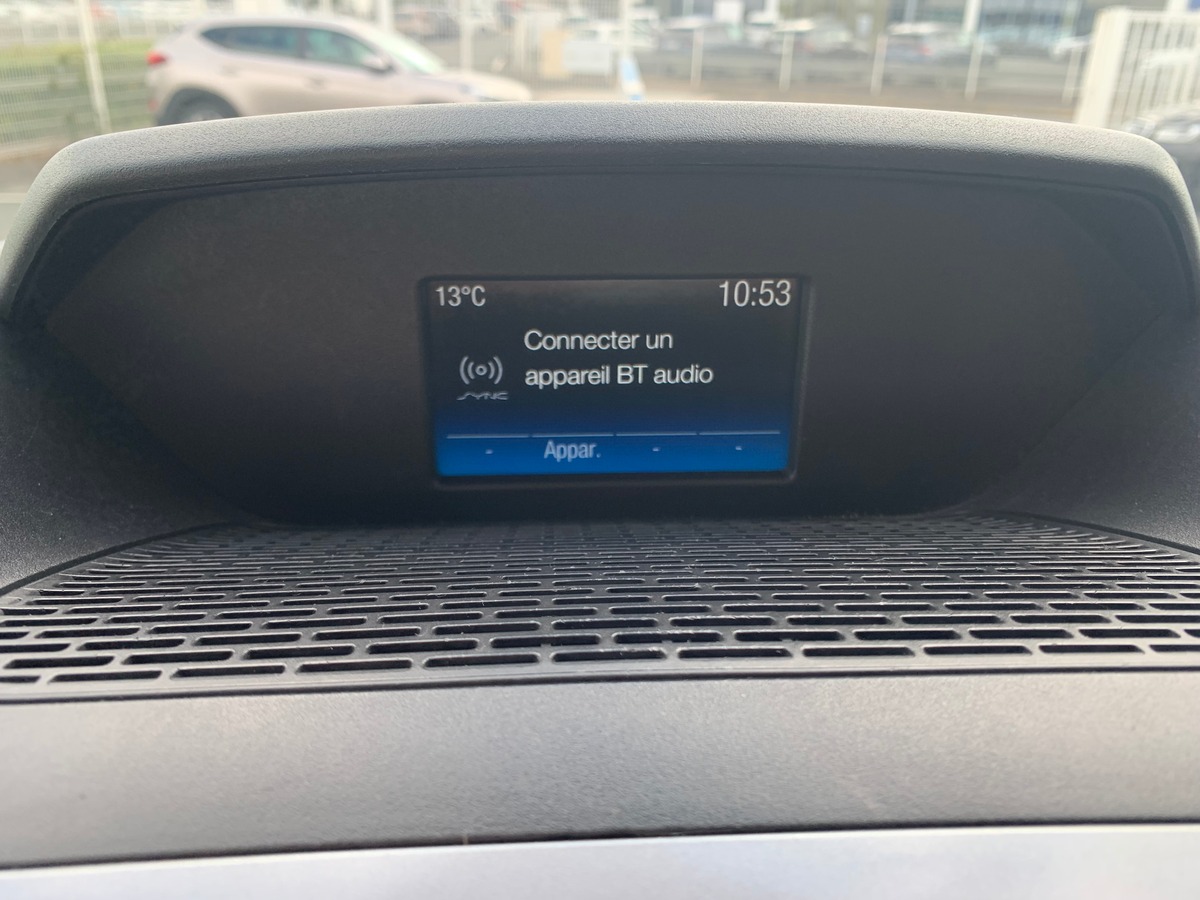 13°C 10:53
Connecter un
appareil BT audio
SYNC
- Appar. - -